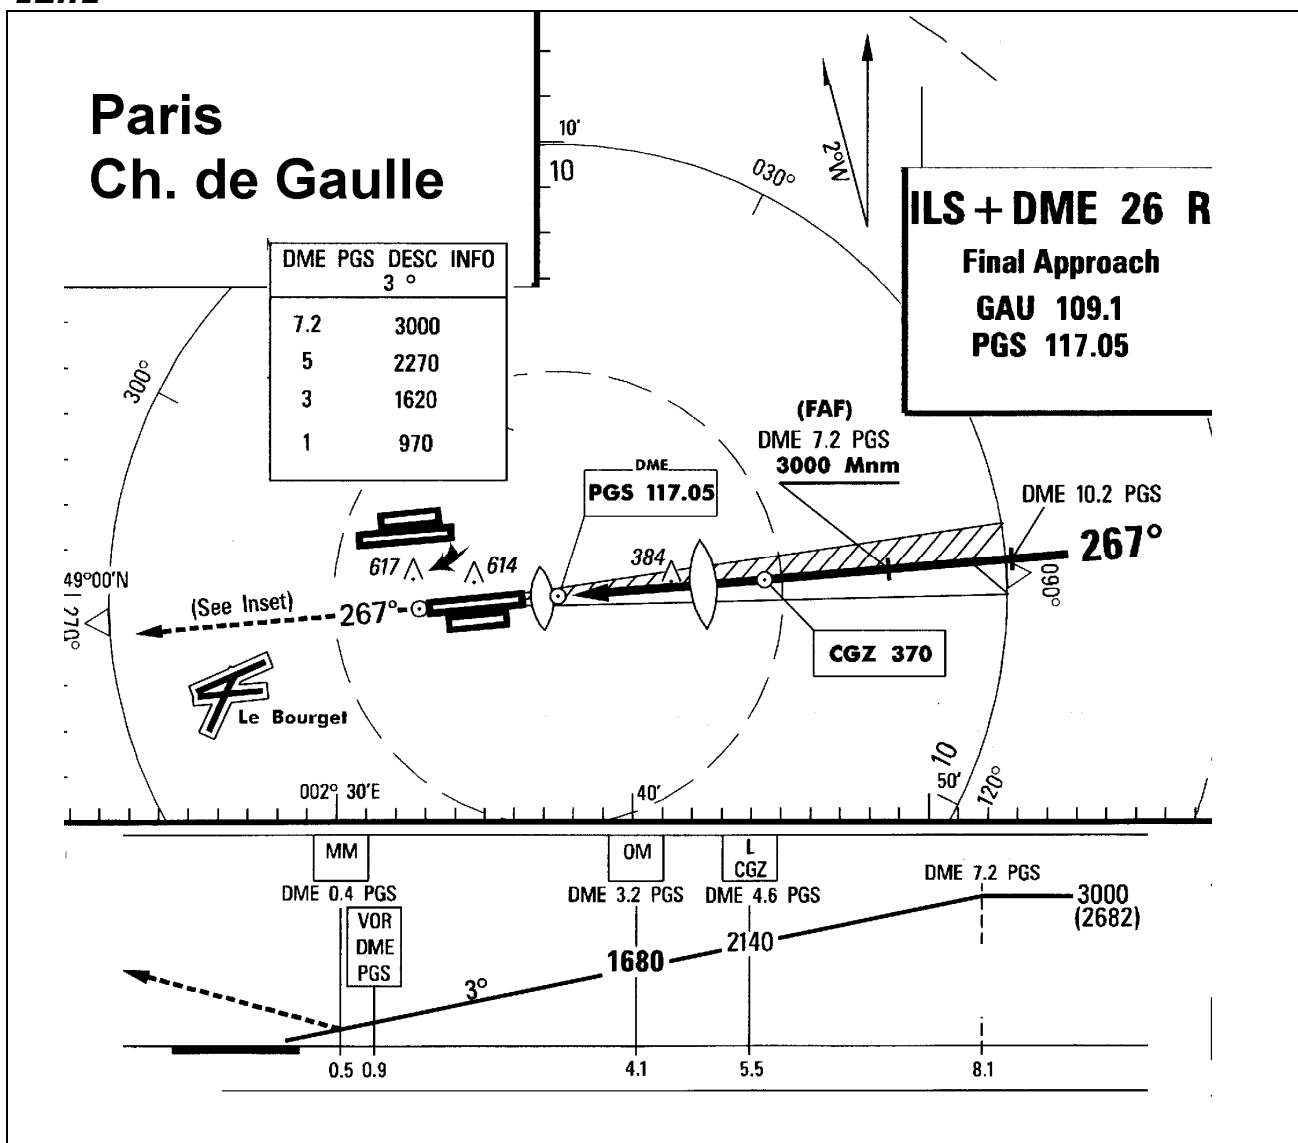 Paris
Ch. de Gaulle
10'
10
030°
2°W
ILS + DME 26 R
Final Approach
GAU 109.1
PGS 117.05
DME PGS DESC INFO
3 °
7.2 3000
5 2270
3 1620
1 970
300°
(FAF)
DME 7.2 PGS
3000 Mnm
DME
PGS 117.05
DME 10.2 PGS
267°
617
614
384
49°00'N
270°
090°
(See Inset)
267°
CGZ 370
Le Bourget
10
50'
120°
002° 30'E
40'
MM
OM
L
CGZ
DME 0.4 PGS
DME 3.2 PGS
DME 4.6 PGS
DME 7.2 PGS
VOR
DME
PGS
3000
(2682)
1680
2140
3°
0.5 0.9 4.1 5.5 8.1